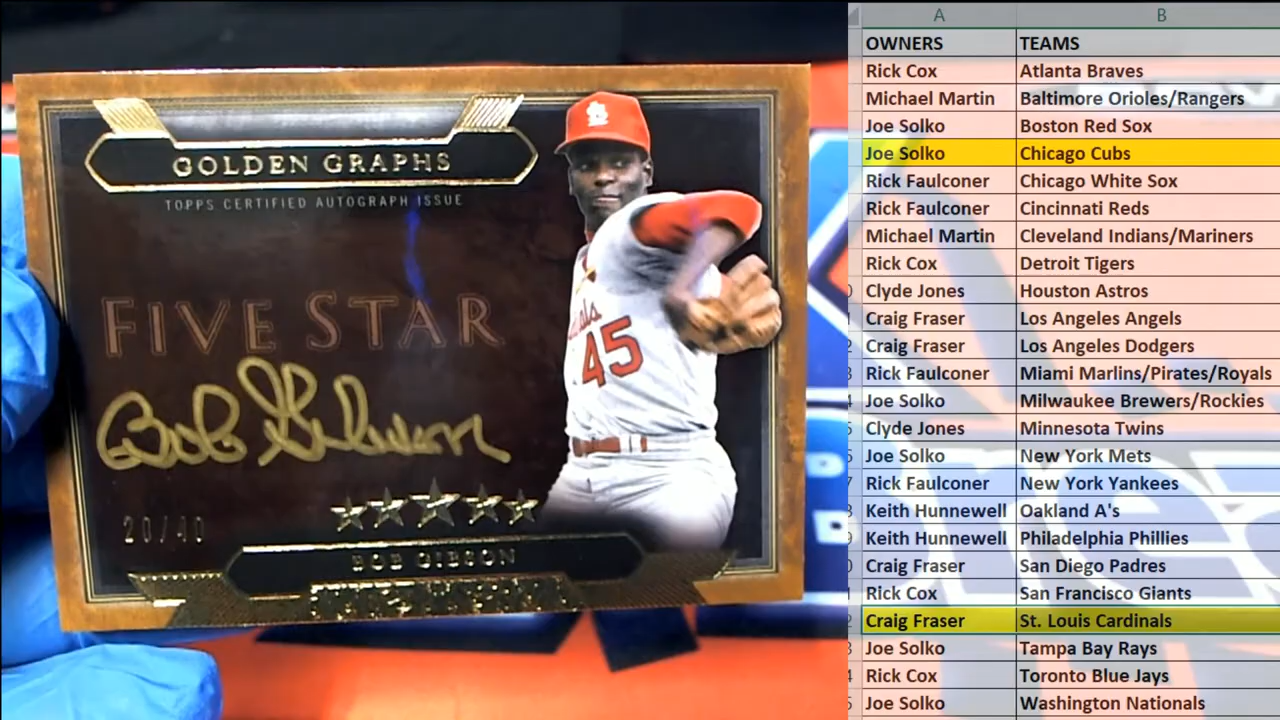 GOLDEN GRAPHS
TOPPS CERTIFIED AUTOGRAPH ISSUE
FIVE STAR
Bob Gibson
45
20/40
BOB GIBSON
A B
OWNERS TEAMS
Rick Cox Atlanta Braves
Michael Martin Baltimore Orioles/Rangers
Joe Solko Boston Red Sox
Joe Solko Chicago Cubs
Rick Faulconer Chicago White Sox
Rick Faulconer Cincinnati Reds
Michael Martin Cleveland Indians/Mariners
Rick Cox Detroit Tigers
Clyde Jones Houston Astros
Craig Fraser Los Angeles Angels
Craig Fraser Los Angeles Dodgers
Rick Faulconer Miami Marlins/Pirates/Royals
Joe Solko Milwaukee Brewers/Rockies
Clyde Jones Minnesota Twins
Joe Solko New York Mets
Rick Faulconer New York Yankees
Keith Hunnewell Oakland A's
Keith Hunnewell Philadelphia Phillies
Craig Fraser San Diego Padres
Rick Cox San Francisco Giants
Craig Fraser St. Louis Cardinals
Joe Solko Tampa Bay Rays
Rick Cox Toronto Blue Jays
Joe Solko Washington Nationals